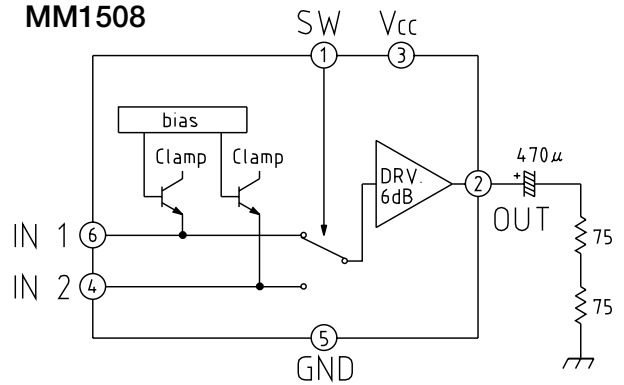 MM1508
SW
Vcc
1
3
bias
Clamp
Clamp
DRV.
6dB
470µ
+
2
OUT
IN 1
6
75
IN 2
4
75
5
GND